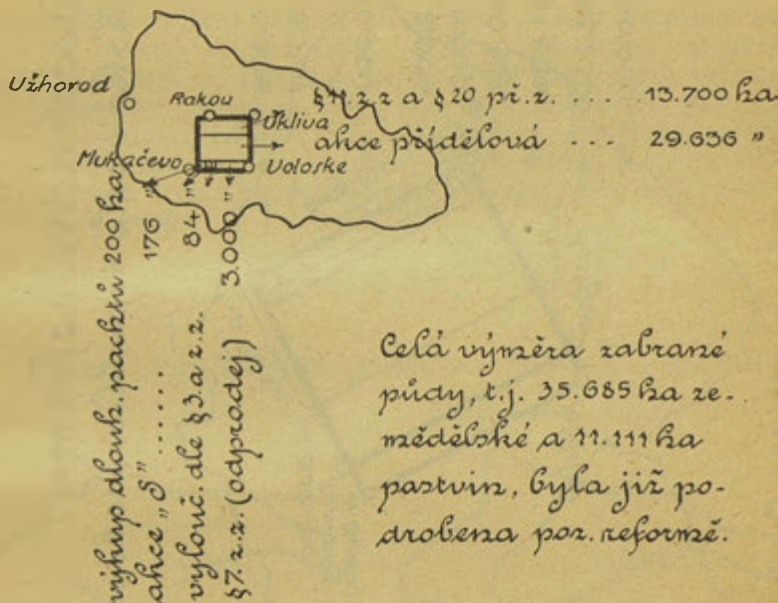 Užhorod
Rakou
Ukliva
Mukačevo
Voloske
§11.z.z a §20 př.z. .... 13.700 ha
akce přídělová ... 29.636 "
výkup dlouh. pachtů 200 ha
akce „S" ...... 176 "
vylouč. dle §3.a z.z. 84 "
§7.z.z. (odprodej) 3.000 "
Celá výměra zabrané
půdy, t.j. 35.685 ha ze-
mědělské a 11.111 ha
pastvin, byla již po-
drobena poz. reformě.